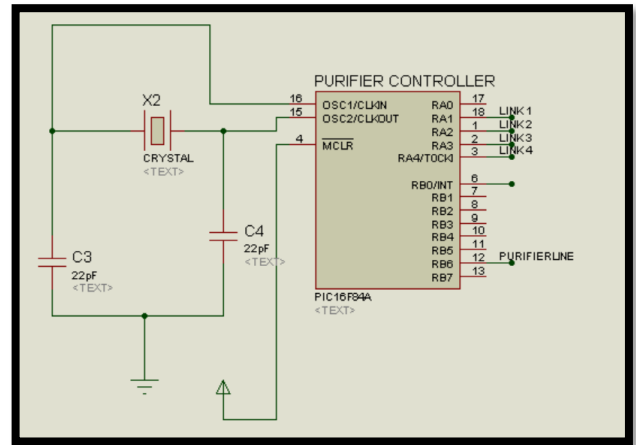 PURIFIER CONTROLLER
X2
CRYSTAL
<TEXT>
C3
22pF
<TEXT>
C4
22pF
<TEXT>
16 OSC1/CLKIN
15 OSC2/CLKOUT
4 MCLR
RA0 17
RA1 18 LINK1
RA2 1 LINK2
RA3 2 LINK3
RA4/T0CKI 3 LINK4
RB0/INT 6
RB1 7
RB2 8
RB3 9
RB4 10
RB5 11
RB6 12 PURIFIERLINE
RB7 13
PIC16F84A
<TEXT>